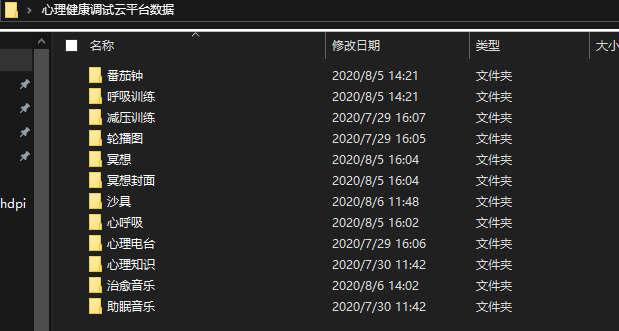 心理健康调试云平台数据
名称 修改日期 类型 大小
番茄钟 2020/8/5 14:21 文件夹
呼吸训练 2020/8/5 14:21 文件夹
减压训练 2020/7/29 16:07 文件夹
轮播图 2020/7/29 16:05 文件夹
冥想 2020/8/5 16:04 文件夹
冥想封面 2020/8/5 16:04 文件夹
沙具 2020/8/6 11:48 文件夹
hdpi
心呼吸 2020/8/5 16:02 文件夹
心理电台 2020/7/29 16:06 文件夹
心理知识 2020/7/30 11:42 文件夹
治愈音乐 2020/8/6 14:02 文件夹
助眠音乐 2020/7/30 11:42 文件夹